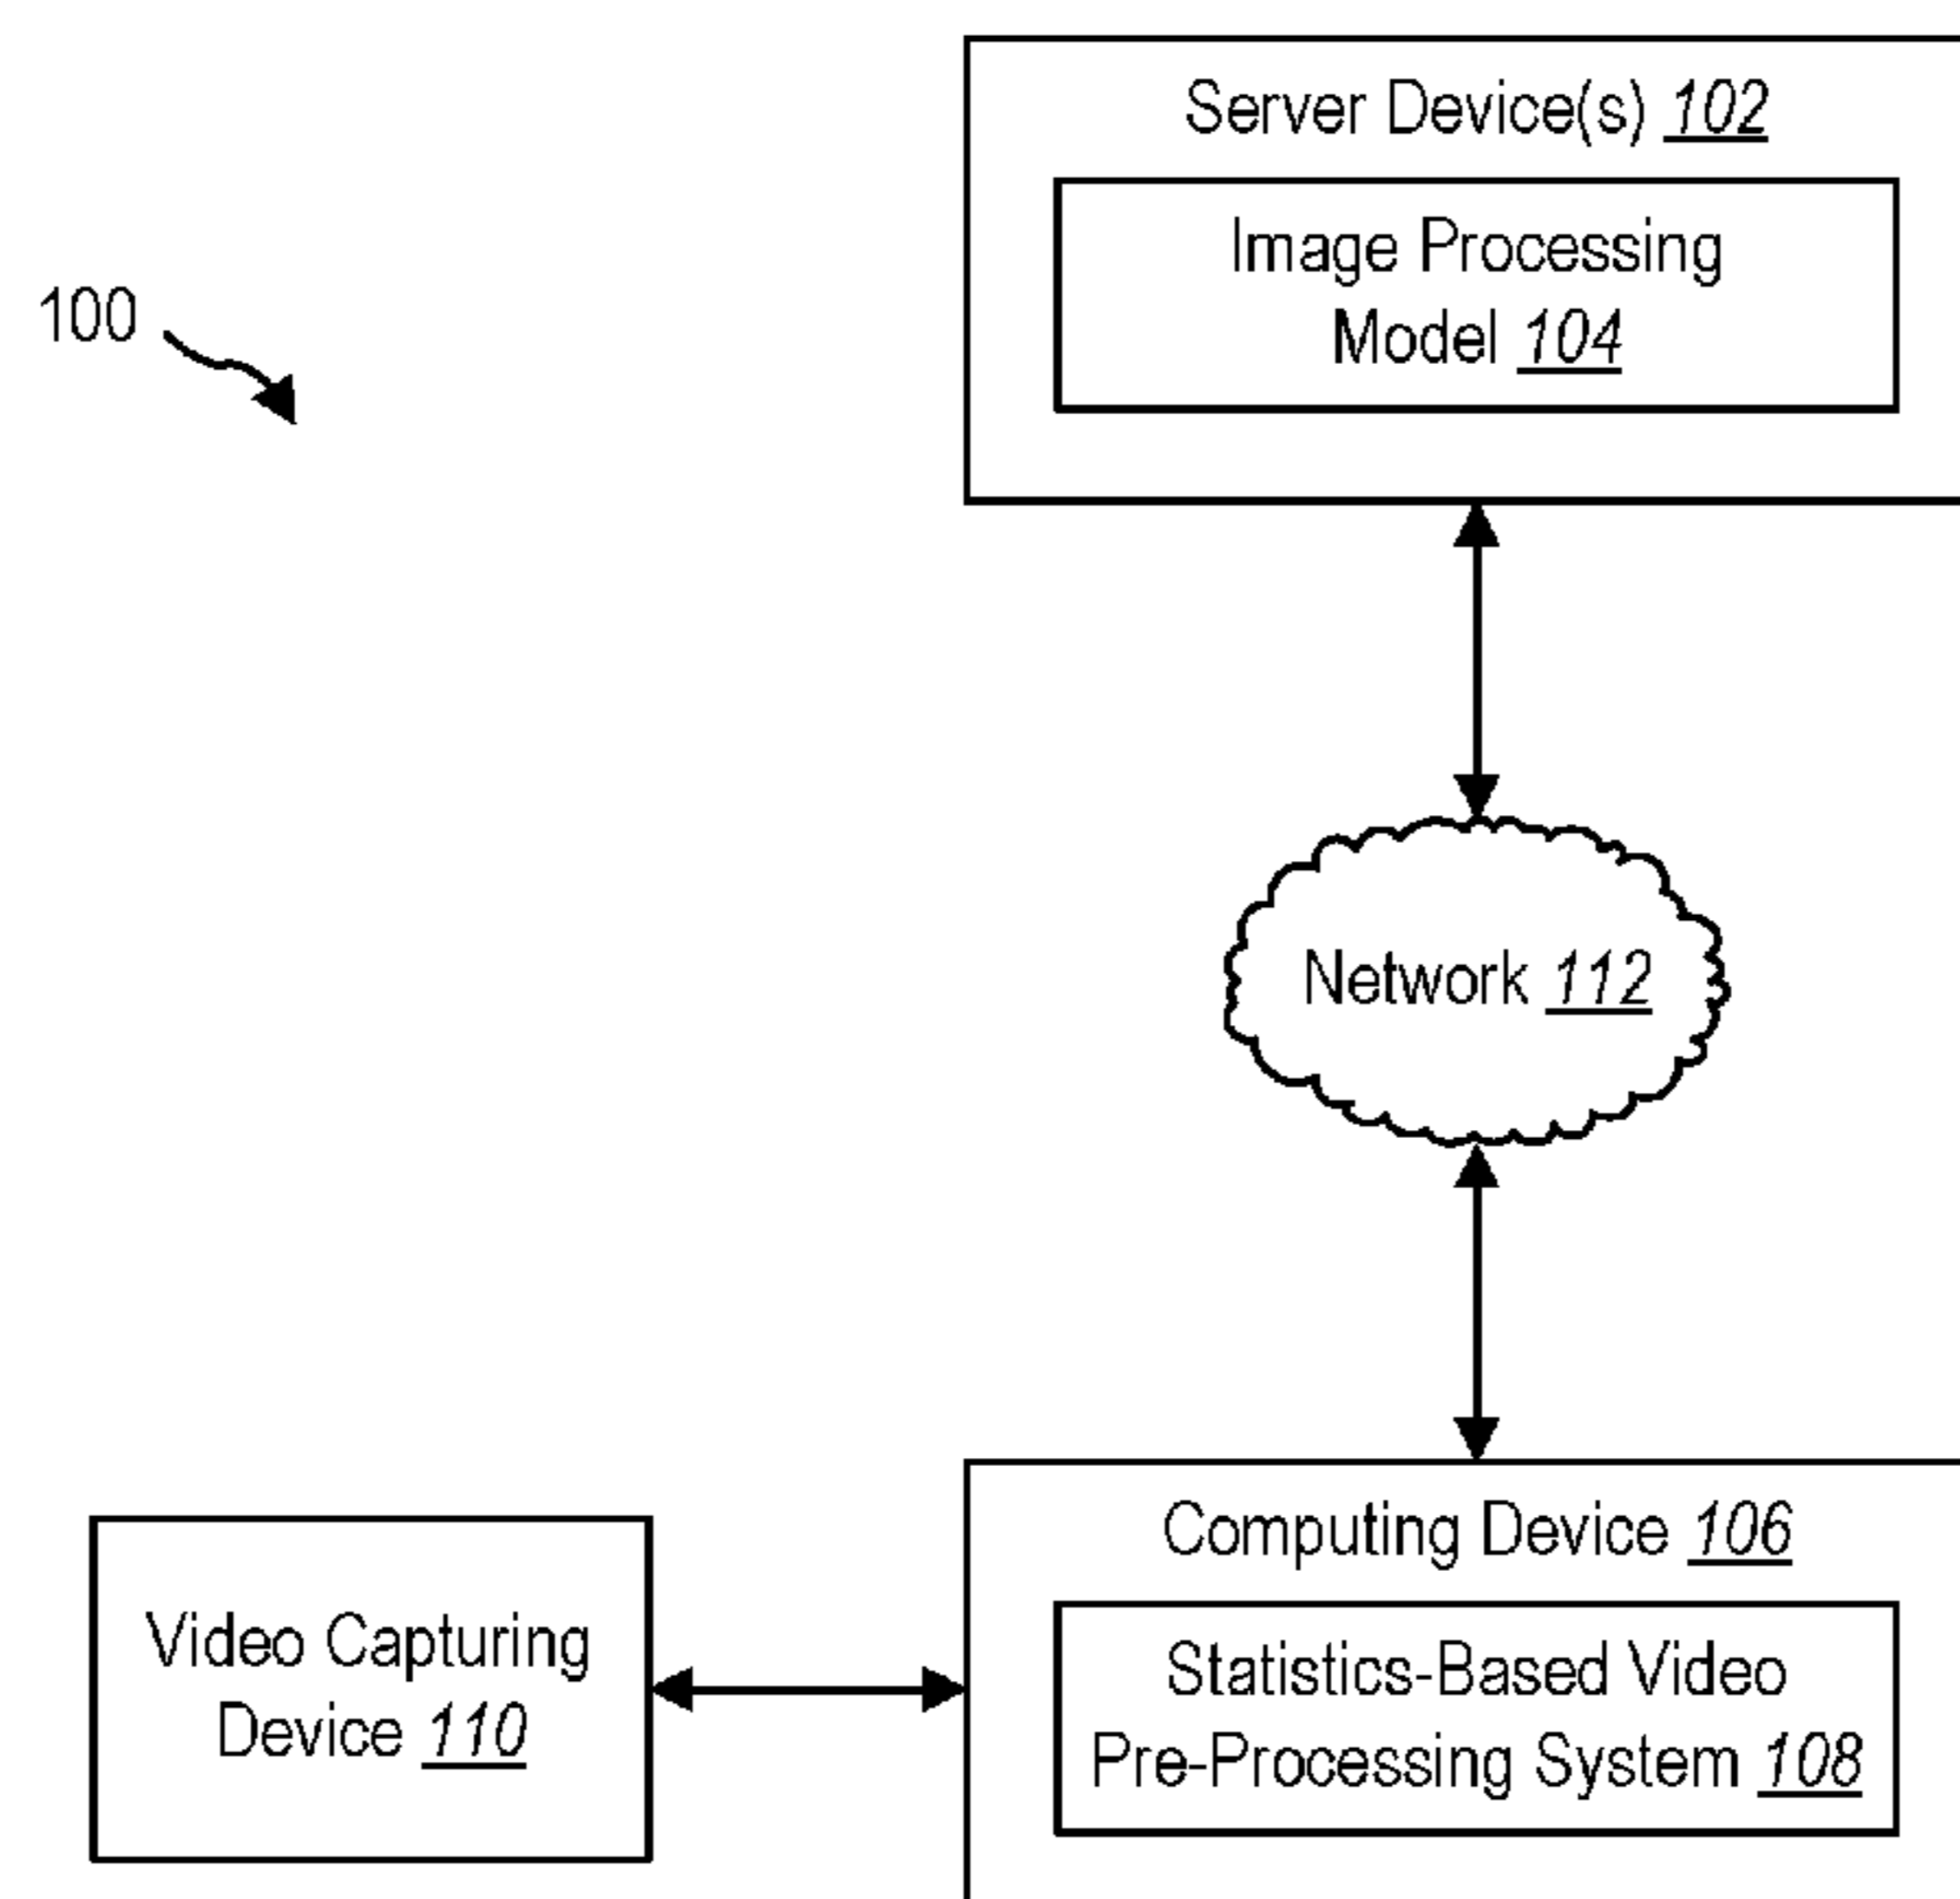 Server Device(s) 102
Image Processing
Model 104
100
Network 112
Computing Device 106
Statistics-Based Video
Pre-Processing System 108
Video Capturing
Device 110